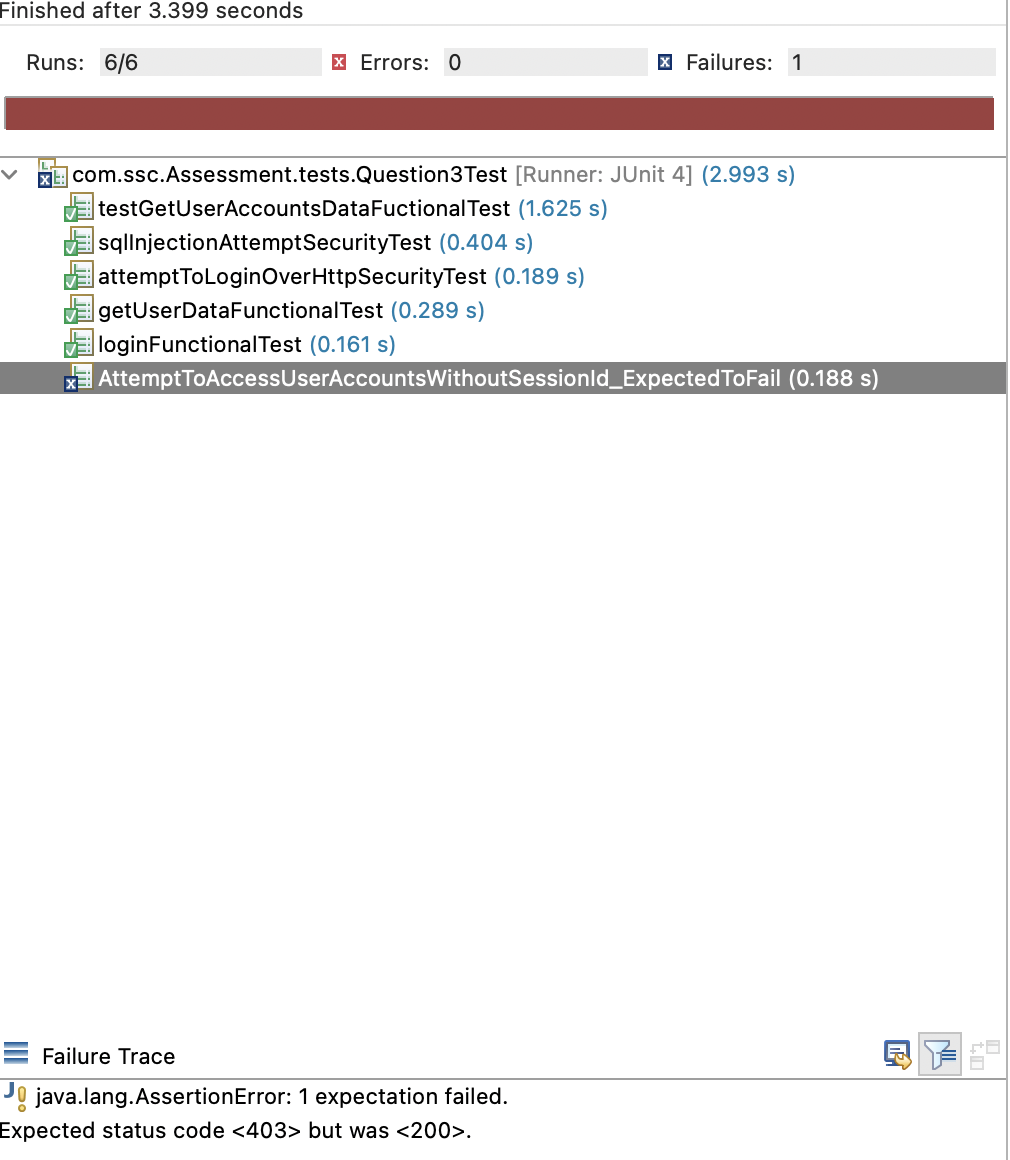 Finished after 3.399 seconds
Runs: 6/6 Errors: 0 Failures: 1
com.ssc.Assessment.tests.Question3Test [Runner: JUnit 4] (2.993 s)
testGetUserAccountsDataFuctionalTest (1.625 s)
sqlInjectionAttemptSecurityTest (0.404 s)
attemptToLoginOverHttpSecurityTest (0.189 s)
getUserDataFunctionalTest (0.289 s)
loginFunctionalTest (0.161 s)
AttemptToAccessUserAccountsWithoutSessionId_ExpectedToFail (0.188 s)
Failure Trace
java.lang.AssertionError: 1 expectation failed.
Expected status code <403> but was <200>.